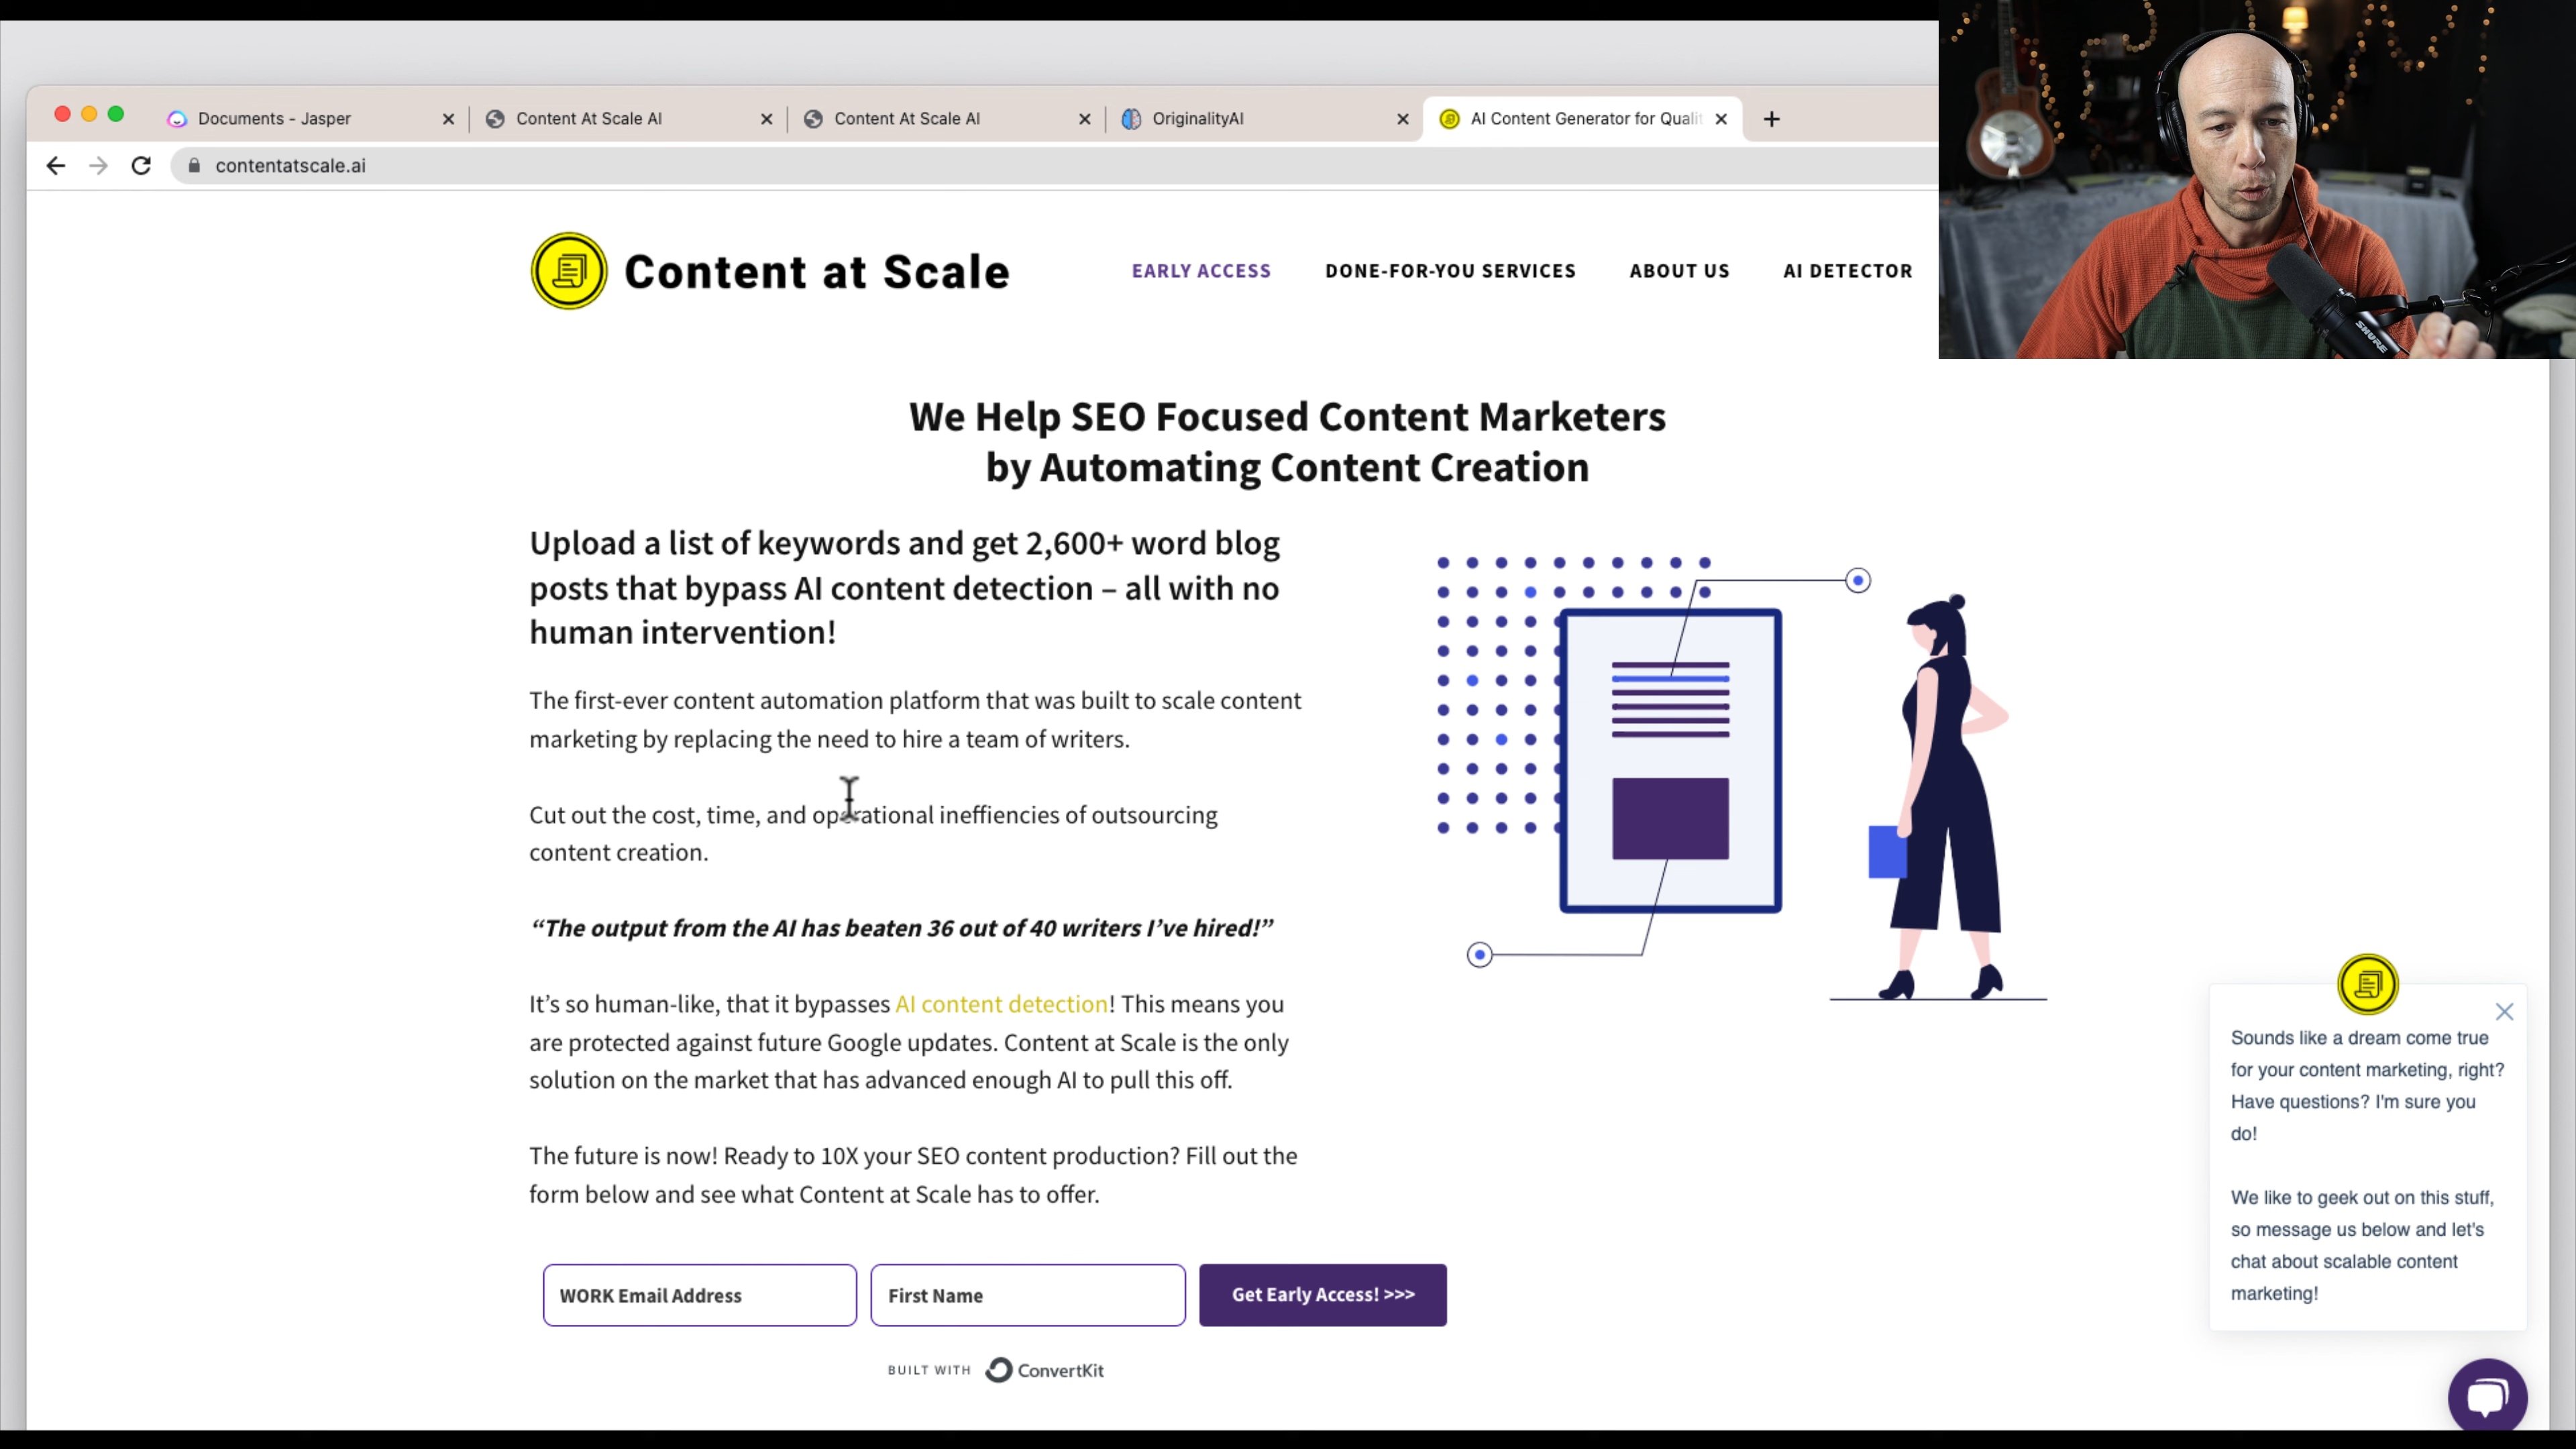 Documents - Jasper
Content At Scale AI
Content At Scale AI
OriginalityAI
AI Content Generator for Qualit
contentatscale.ai
Content at Scale
EARLY ACCESS
DONE-FOR-YOU SERVICES
ABOUT US
AI DETECTOR
SHURE
We Help SEO Focused Content Marketers
by Automating Content Creation
Upload a list of keywords and get 2,600+ word blog
posts that bypass AI content detection – all with no
human intervention!
The first-ever content automation platform that was built to scale content
marketing by replacing the need to hire a team of writers.
Cut out the cost, time, and operational ineffiencies of outsourcing
content creation.
“The output from the AI has beaten 36 out of 40 writers I’ve hired!”
It’s so human-like, that it bypasses AI content detection! This means you
are protected against future Google updates. Content at Scale is the only
solution on the market that has advanced enough AI to pull this off.
The future is now! Ready to 10X your SEO content production? Fill out the
form below and see what Content at Scale has to offer.
WORK Email Address
First Name
Get Early Access! >>>
BUILT WITH ConvertKit
Sounds like a dream come true
for your content marketing, right?
Have questions? I'm sure you
do!
We like to geek out on this stuff,
so message us below and let's
chat about scalable content
marketing!